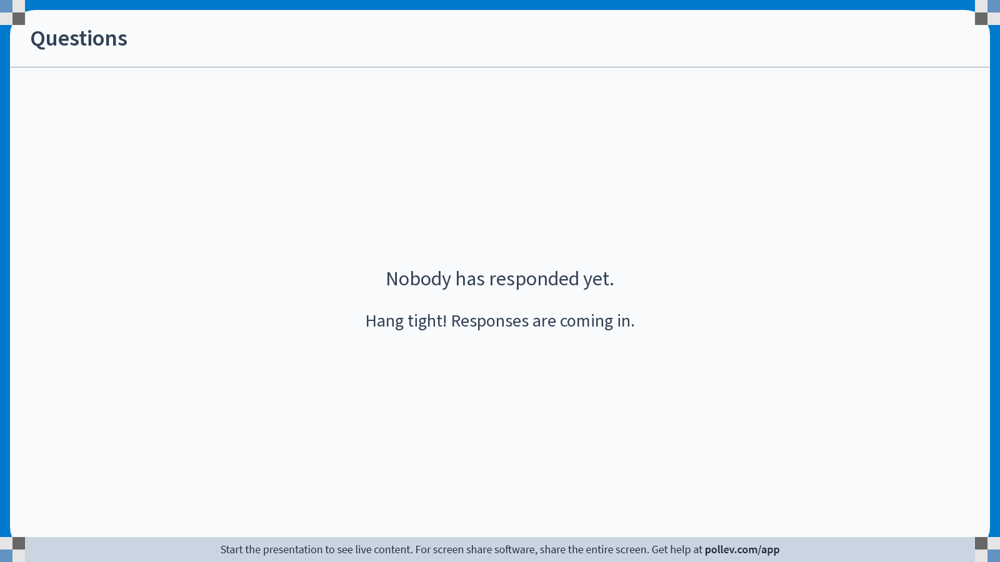 Questions
Nobody has responded yet.
Hang tight! Responses are coming in.
Start the presentation to see live content. For screen share software, share the entire screen. Get help at pollev.com/app